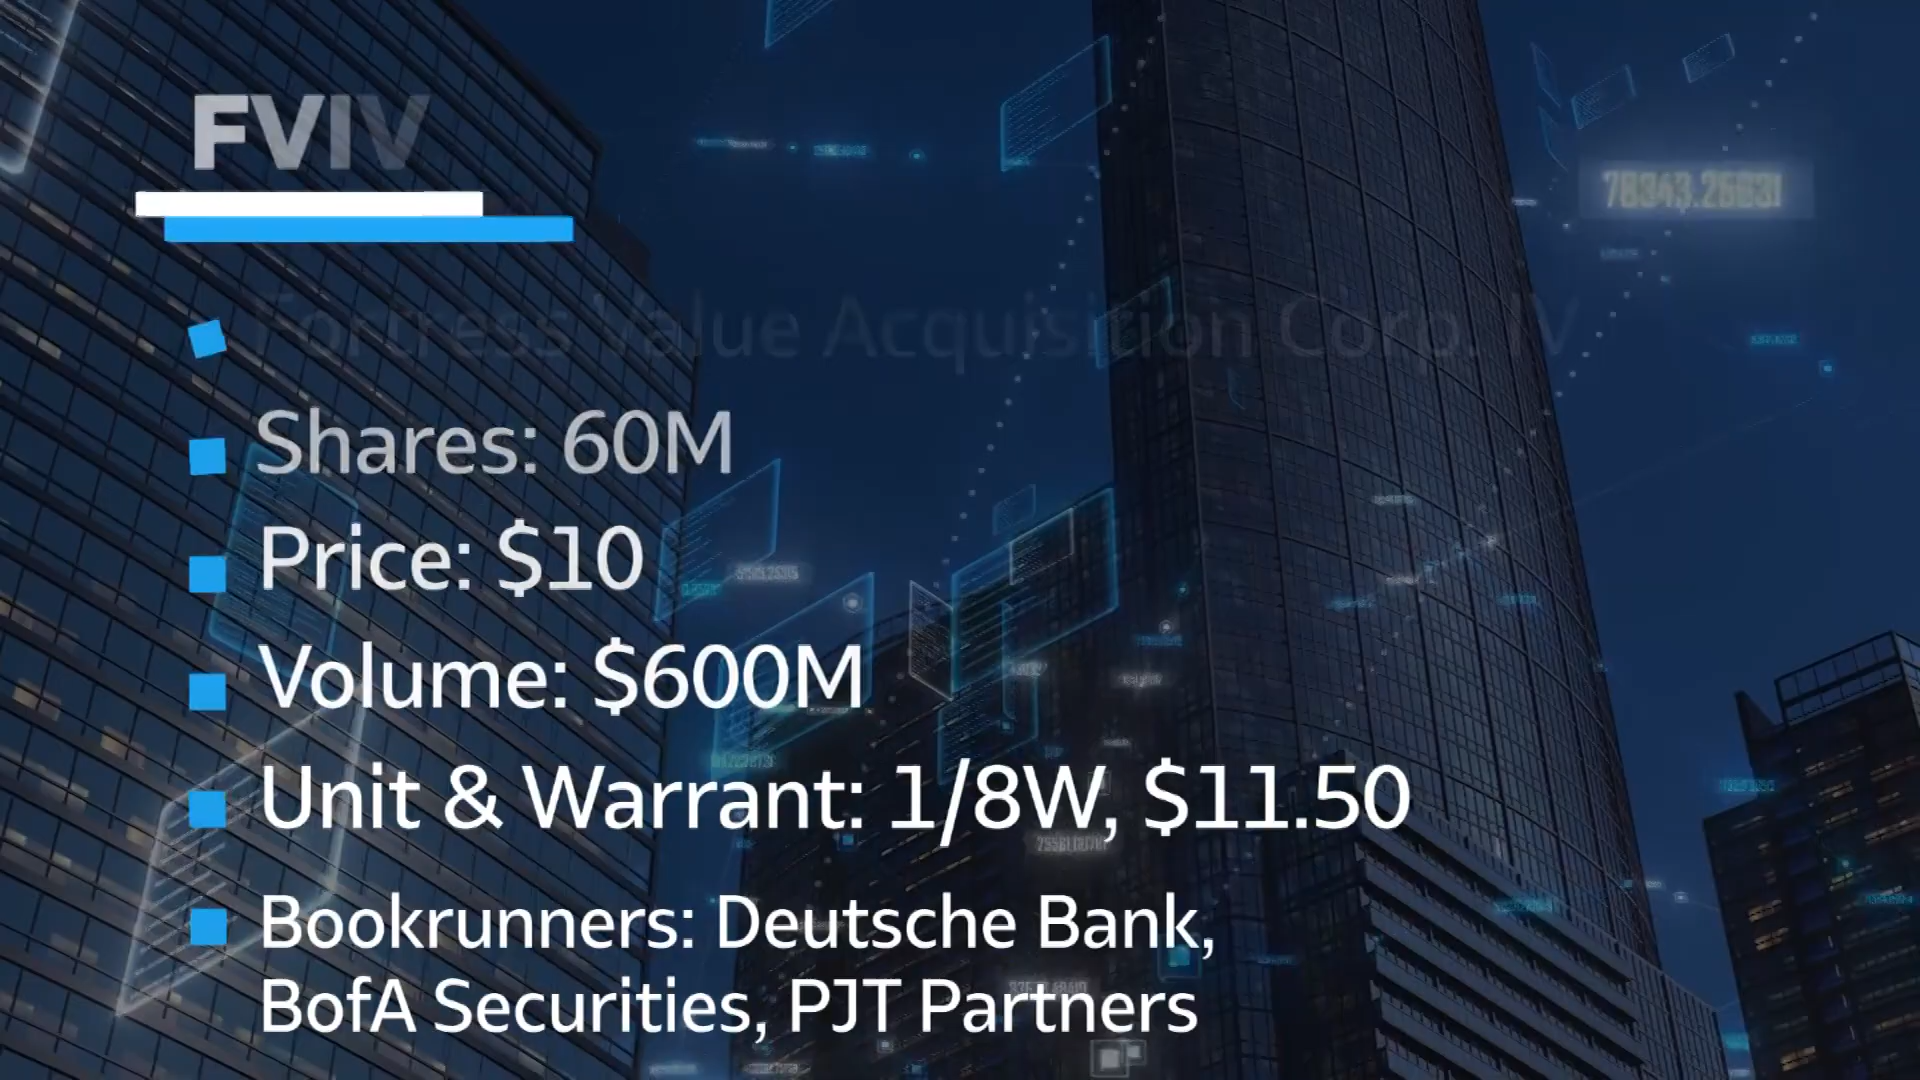 FVIV
Fortress Value Acquisition Corp. IV
Shares: 60M
Price: $10
Volume: $600M
Unit & Warrant: 1/8W, $11.50
Bookrunners: Deutsche Bank,
BofA Securities, PJT Partners